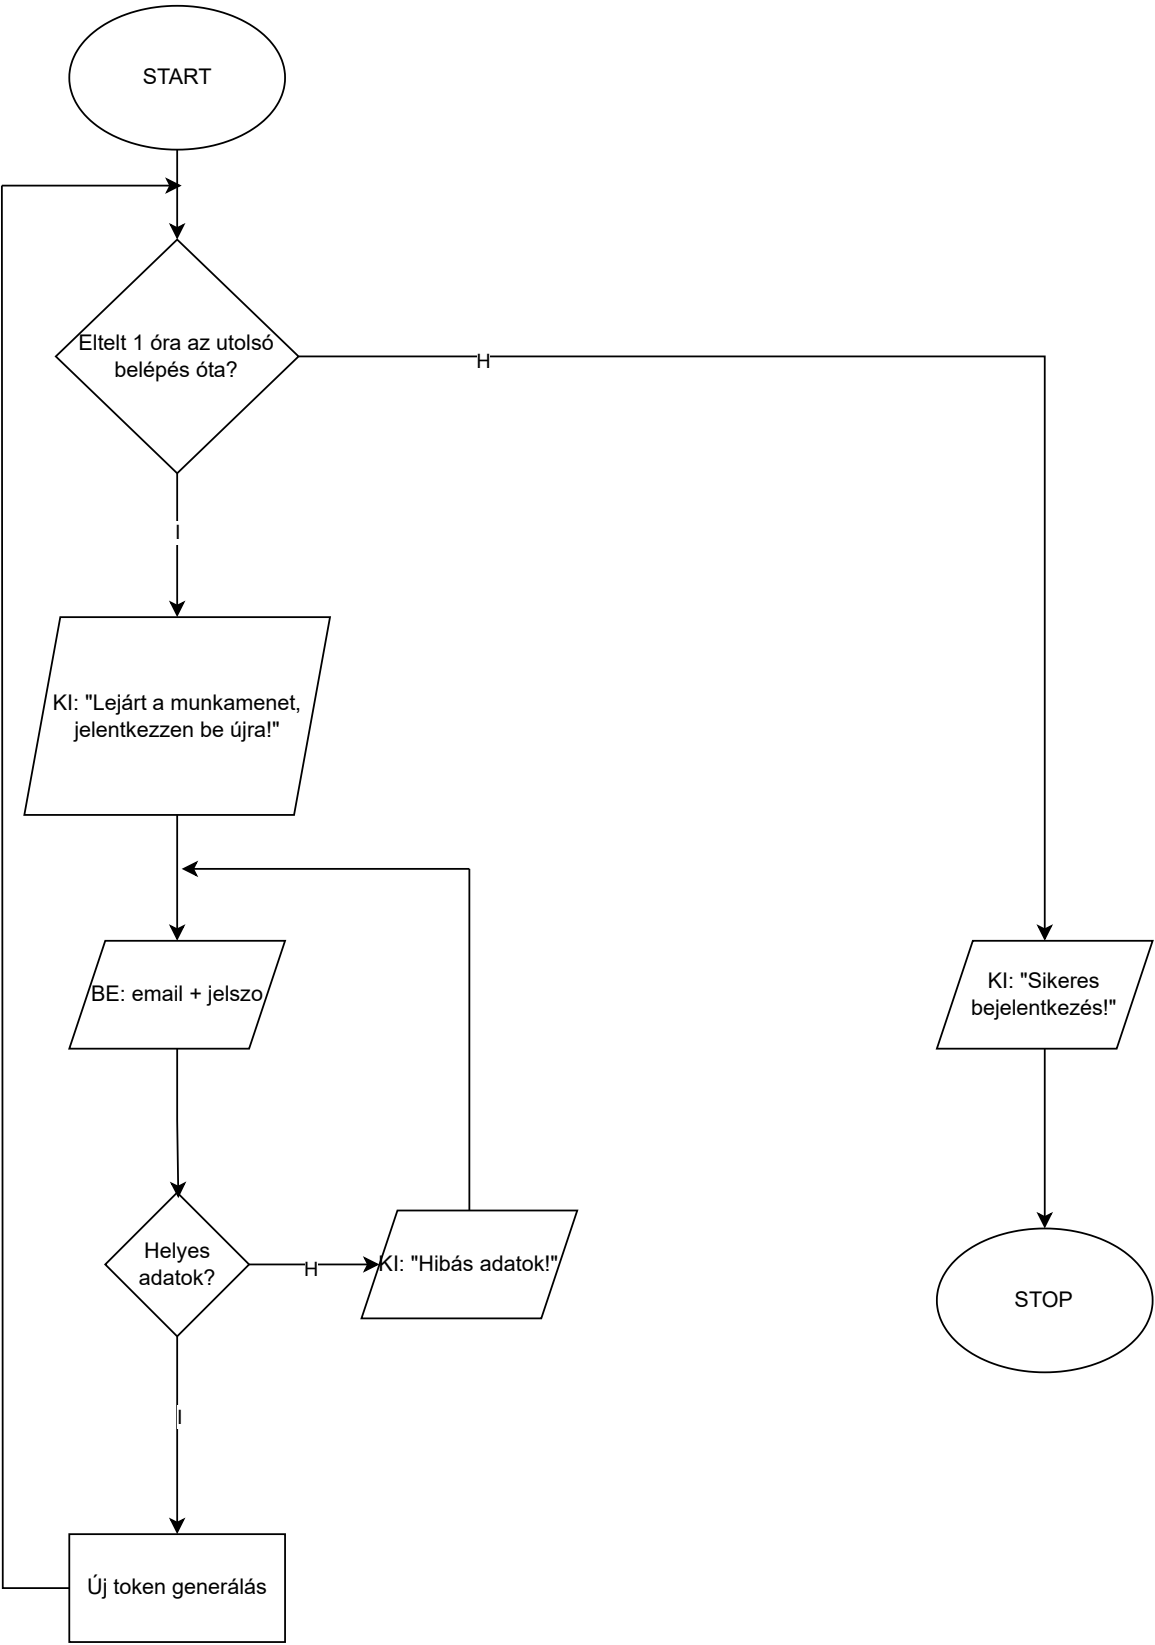 START
Eltelt 1 óra az utolsó
belépés óta?
H
I
KI: "Lejárt a munkamenet,
jelentkezzen be újra!"
BE: email + jelszo
KI: "Sikeres
bejelentkezés!"
Helyes
adatok?
H
KI: "Hibás adatok!"
STOP
I
Új token generálás